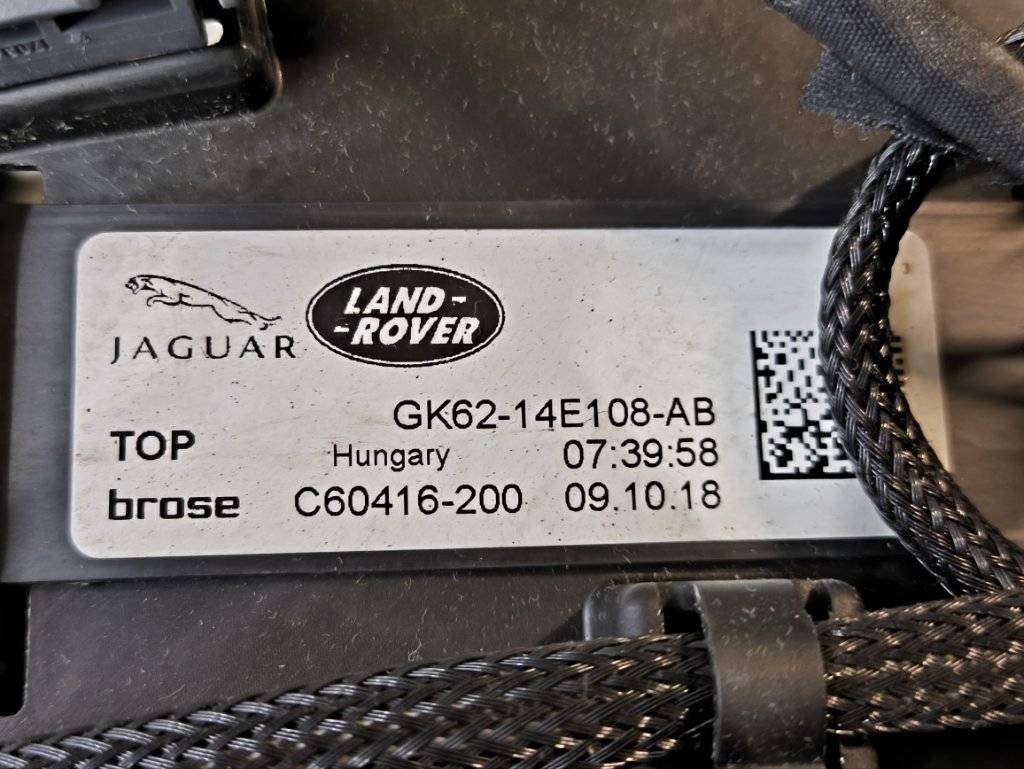 JAGUAR
LAND-
-ROVER
GK62-14E108-AB
TOP
Hungary 07:39:58
brose C60416-200 09.10.18